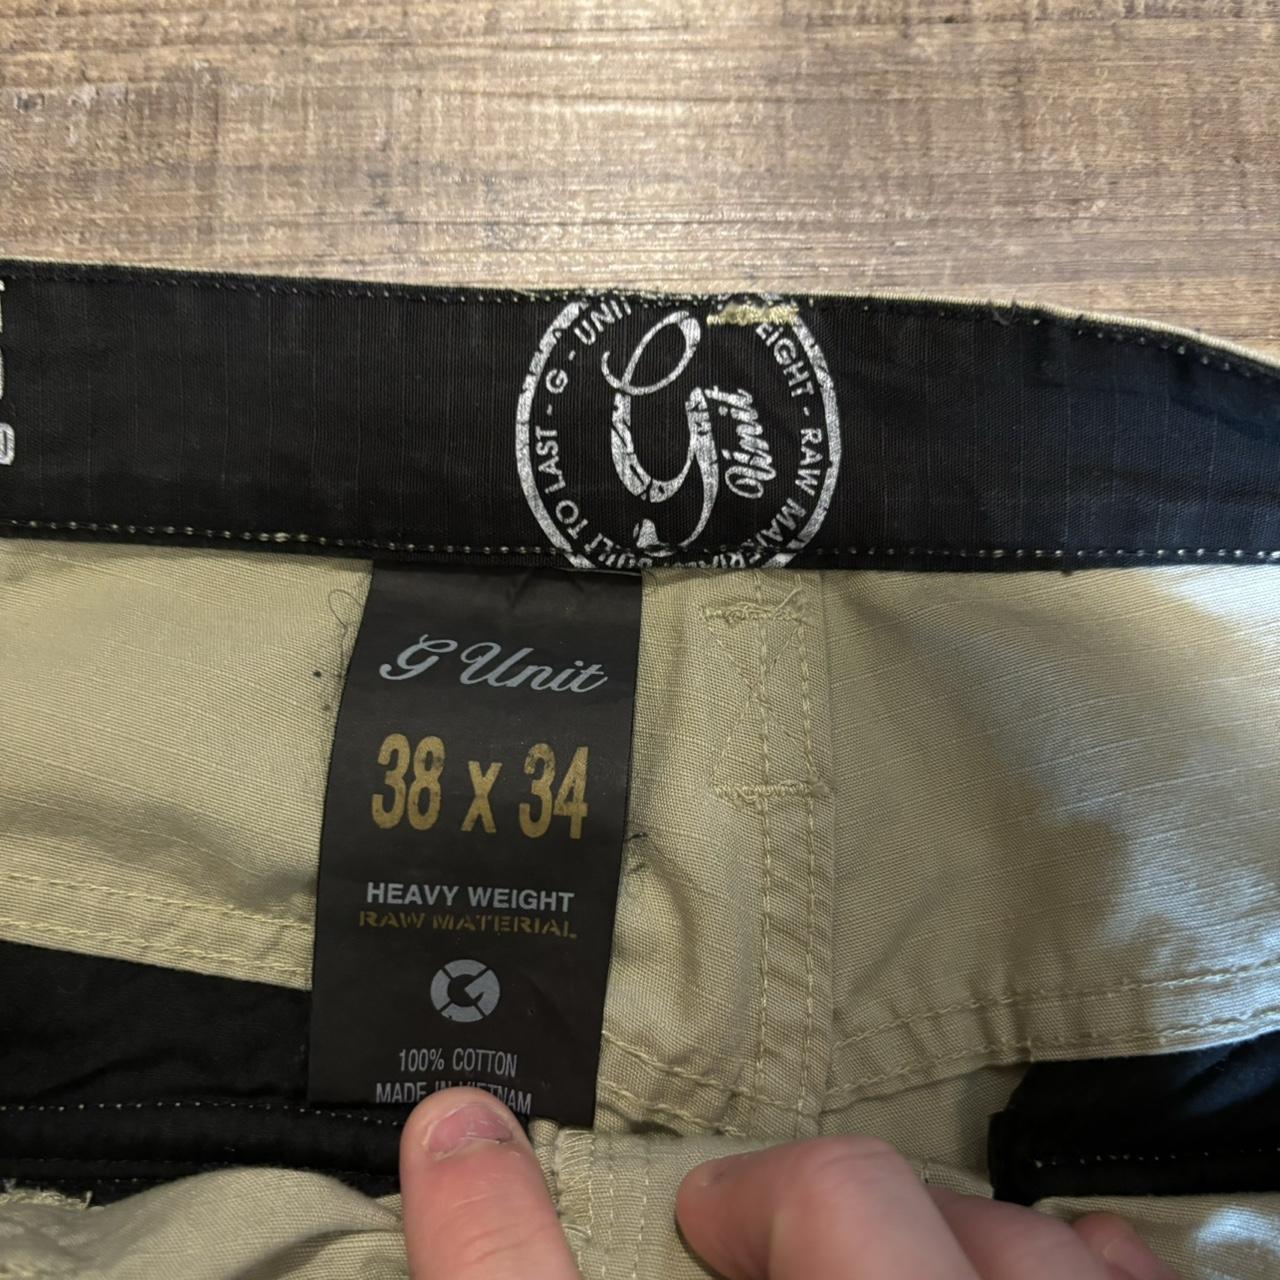 G - UNIT
EIGHT - RAW MATERIAL
BUILT TO LAST -
G
Unit
G Unit
38 x 34
HEAVY WEIGHT
RAW MATERIAL
G
100% COTTON
MADE IN VIETNAM